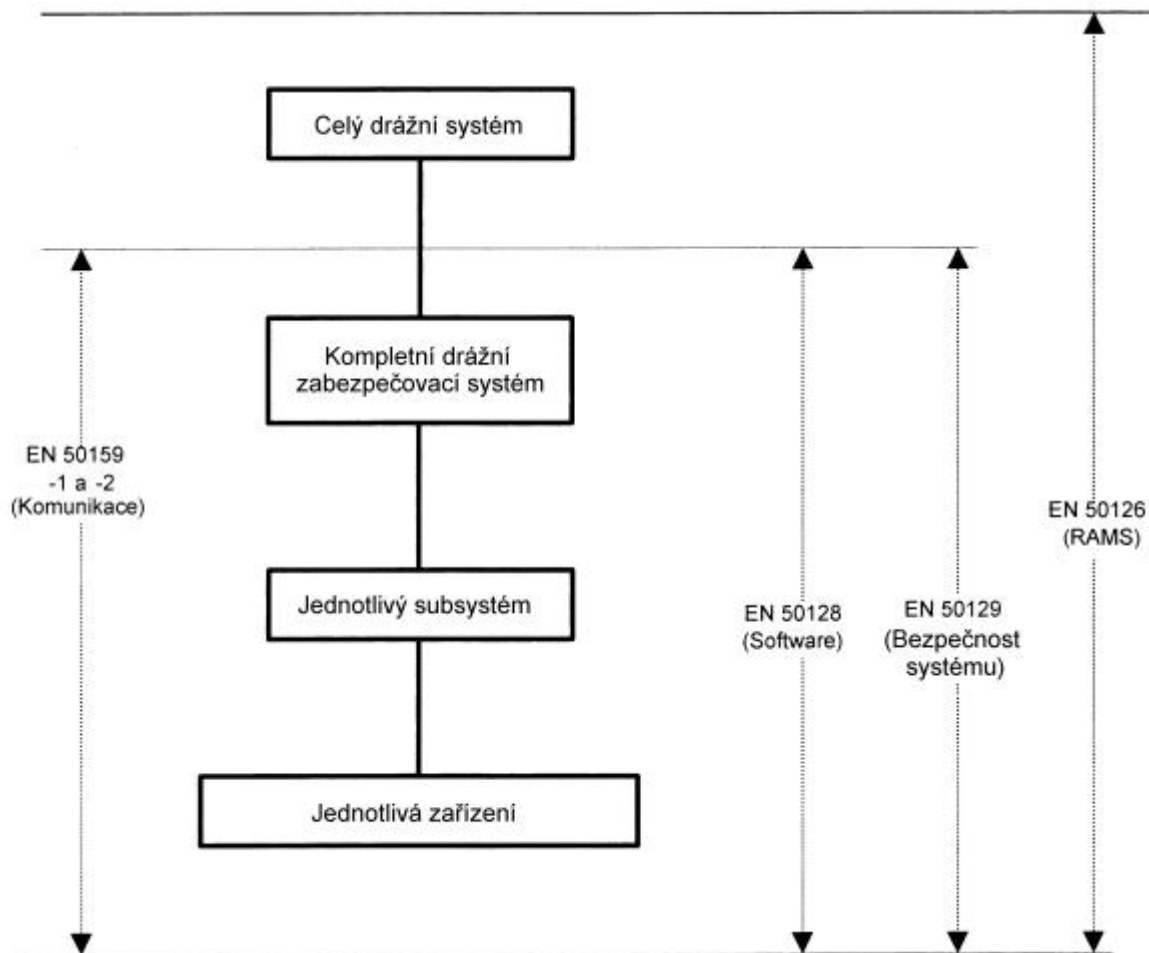 Celý drážní systém
Kompletní drážní
zabezpečovací systém
EN 50159
-1 a -2
(Komunikace)
EN 50126
(RAMS)
Jednotlivý subsystém
EN 50128
(Software)
EN 50129
(Bezpečnost
systému)
Jednotlivá zařízení